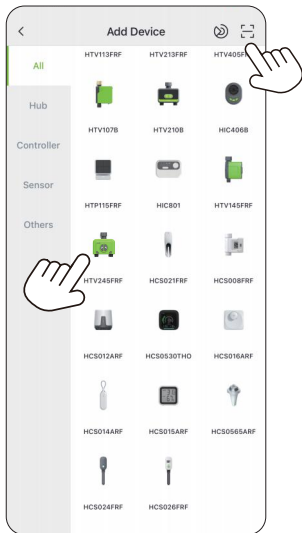 Add Device
All
Hub
Controller
Sensor
Others
HTV113FRF HTV213FRF HTV405F
HTV107B HTV210B HIC406B
HTP115FRF HIC801 HTV145FRF
HTV245FRF HCS021FRF HCS008FRF
HCS012ARF HCS0530THO HCS016ARF
HCS014ARF HCS015ARF HCS0565ARF
HCS024FRF HCS026FRF